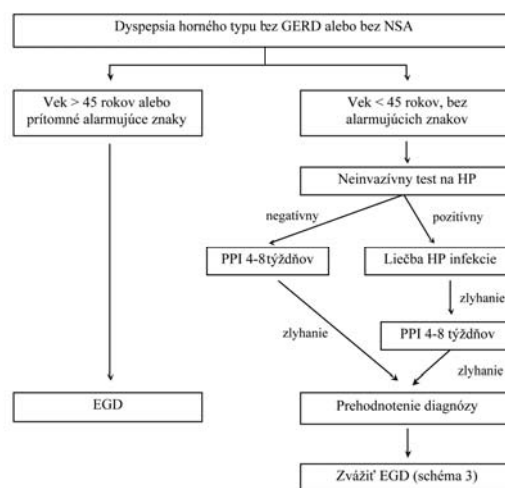 Dyspepsia horného typu bez GERD alebo bez NSA
Vek > 45 rokov alebo
prítomné alarmujúce znaky
Vek < 45 rokov, bez
alarmujúcich znakov
Neinvazívny test na HP
negatívny
pozitívny
PPI 4-8 týždňov
Liečba HP infekcie
zlyhanie
zlyhanie
PPI 4-8 týždňov
zlyhanie
EGD
Prehodnotenie diagnózy
Zvážiť EGD (schéma 3)